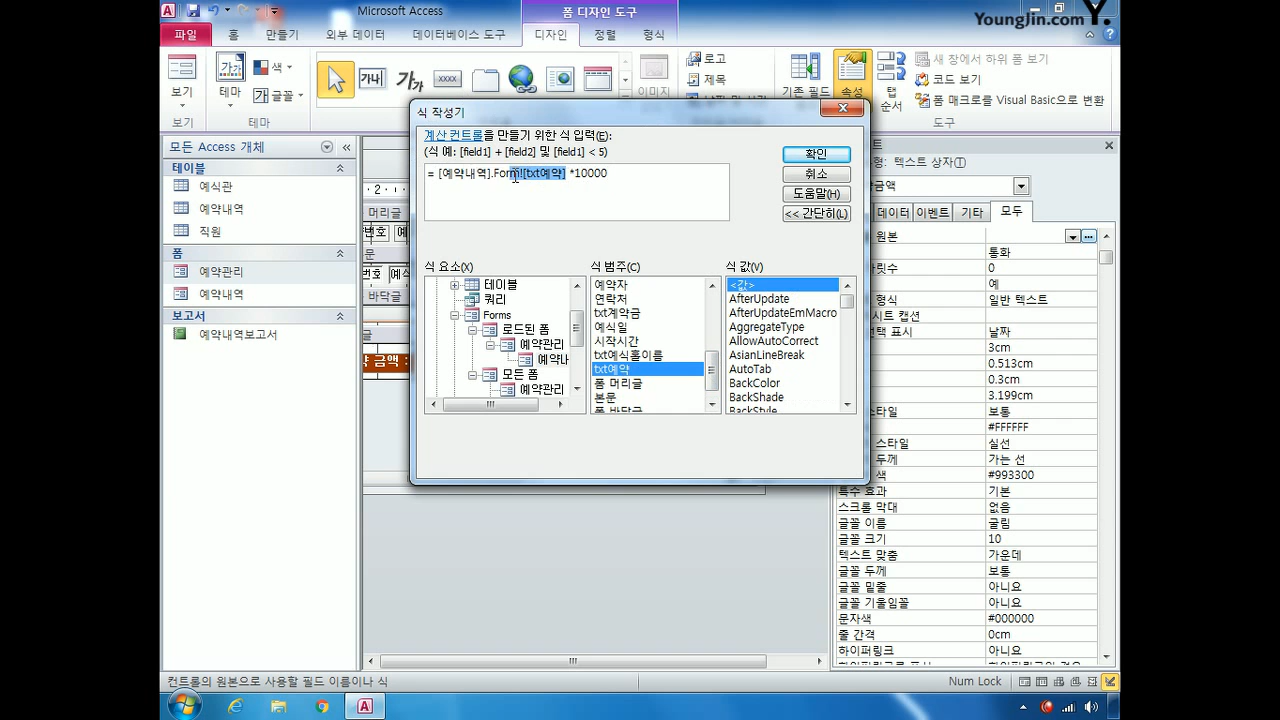 Microsoft Access
폼 디자인 도구
YoungJin.com Y.
파일
홈
만들기
외부 데이터
데이터베이스 도구
디자인
정렬
형식
보기
보기
테마
색
글꼴
테마
가나
가가
xxxx
로고
제목
이미지
기존 필드
속성
탭
순서
새 창에서 하위 폼 보기
코드 보기
폼 매크로를 Visual Basic으로 변환
도구
모든 Access 개체
테이블
예식관
예약내역
직원
폼
예약관리
예약내역
보고서
예약내역보고서
식 작성기
계산 컨트롤을 만들기 위한 식 입력(E):
(식 예: [field1] + [field2] 및 [field1] < 5)
= [예약내역].Form![txt예약] *10000
확인
취소
도움말(H)
<< 간단히(L)
식 요소(X)
테이블
쿼리
Forms
로드된 폼
예약관리
모든 폼
예약관리
식 범주(C)
예약자
연락처
txt계약금
예식일
시작시간
txt예식홀이름
txt예약
폼 머리글
본문
폼 바닥글
식 값(V)
<값>
AfterUpdate
AfterUpdateEmMacro
AggregateType
AllowAutoCorrect
AsianLineBreak
AutoTab
BackColor
BackShade
BackStyle
형: 텍스트 상자(I)
데이터
이벤트
기타
모두
원본
통화
0
예
형식 일반 텍스트
캡션
표시 날짜
3cm
0.513cm
0.3cm
3.199cm
보통
#FFFFFF
실선
두께 가는 선
색 #993300
특수 효과 기본
스크롤 막대 없음
글꼴 이름 굴림
글꼴 크기 10
텍스트 맞춤 가운데
글꼴 두께 보통
글꼴 밑줄 아니요
글꼴 기울임꼴 아니요
문자색 #000000
줄 간격 0cm
하이퍼링크 아니요
컨트롤의 원본으로 사용할 필드 이름이나 식
Num Lock